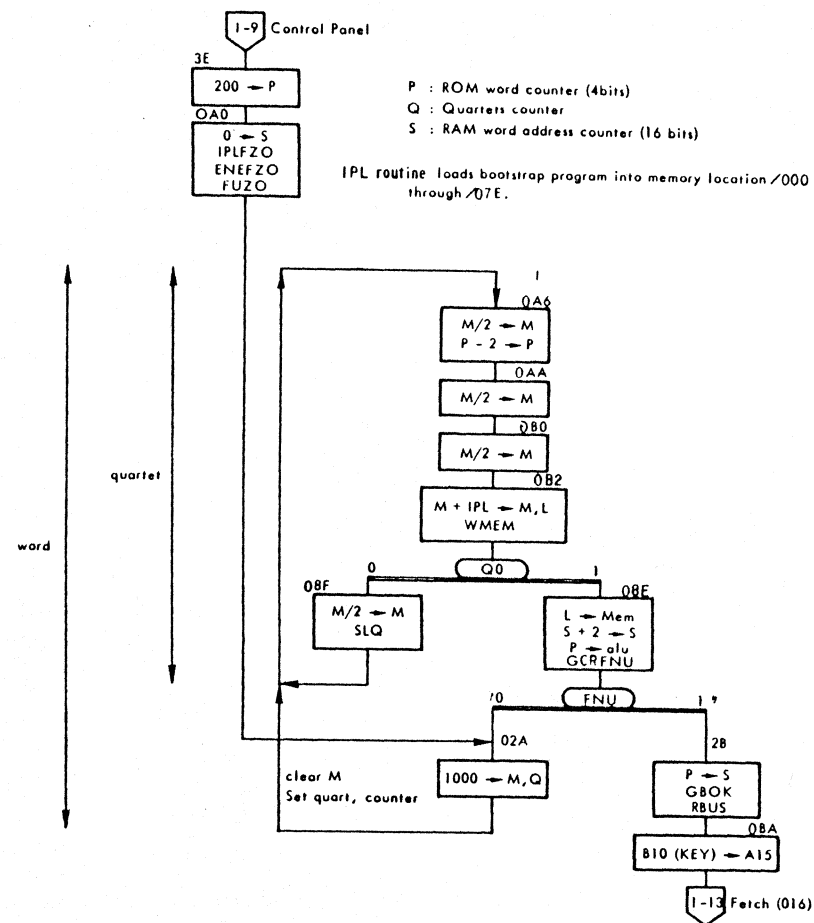 1-9 Control Panel
3E
200 → P
P : ROM word counter (4bits)
Q : Quartets counter
S : RAM word address counter (16 bits)
0A0
0 → S
IPLFZO
ENEFZO
FUZO
IPL routine loads bootstrap program into memory location /000
through /07E.
1
0A6
M/2 → M
P - 2 → P
0AA
M/2 → M
0B0
M/2 → M
quartet
0B2
M + IPL → M, L
WMEM
word
Q0
0
1
08F
M/2 → M
SLQ
08E
L → Mem
S + 2 → S
P → alu
GCRFNU
FNU
0
1
02A
2B
clear M
Set quart, counter
1000 → M, Q
P → S
GBOK
RBUS
0BA
B10 (KEY) → A15
1-13 Fetch (016)